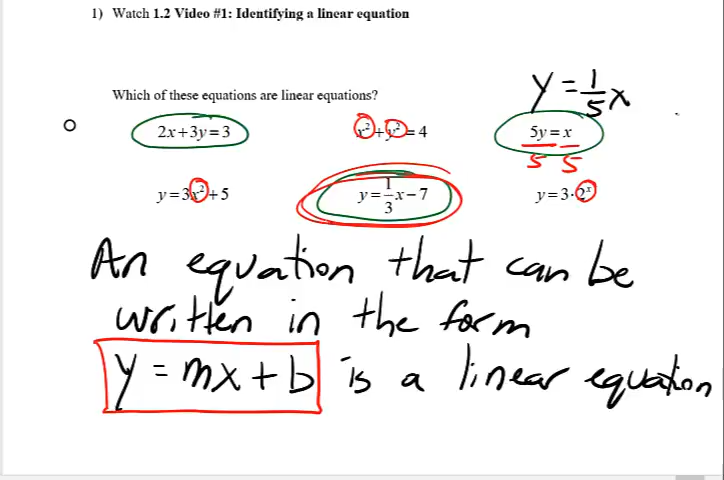 1) Watch 1.2 Video #1: Identifying a linear equation
Which of these equations are linear equations?
y = 1/5 x
2x+3y=3 x²+y²=4 5y=x
5 5
y=3x²+5 y=1/3x−7 y=3·2ˣ
An equation that can be
written in the form
y = mx + b is a linear equation